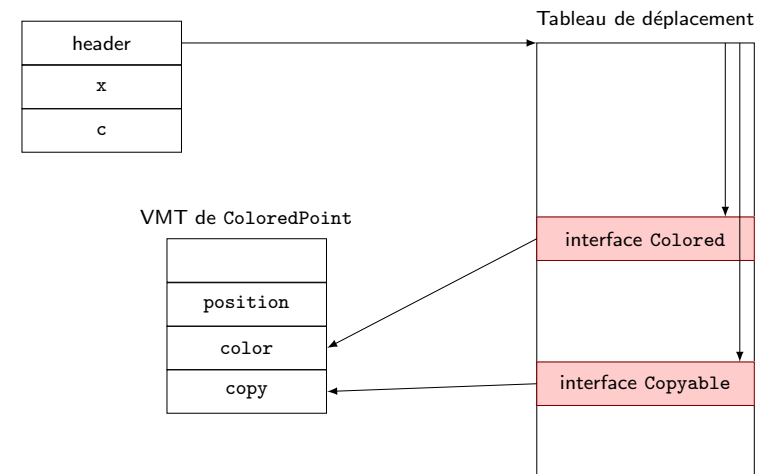 Tableau de déplacement
header
x
c
VMT de ColoredPoint
interface Colored
position
color
copy
interface Copyable